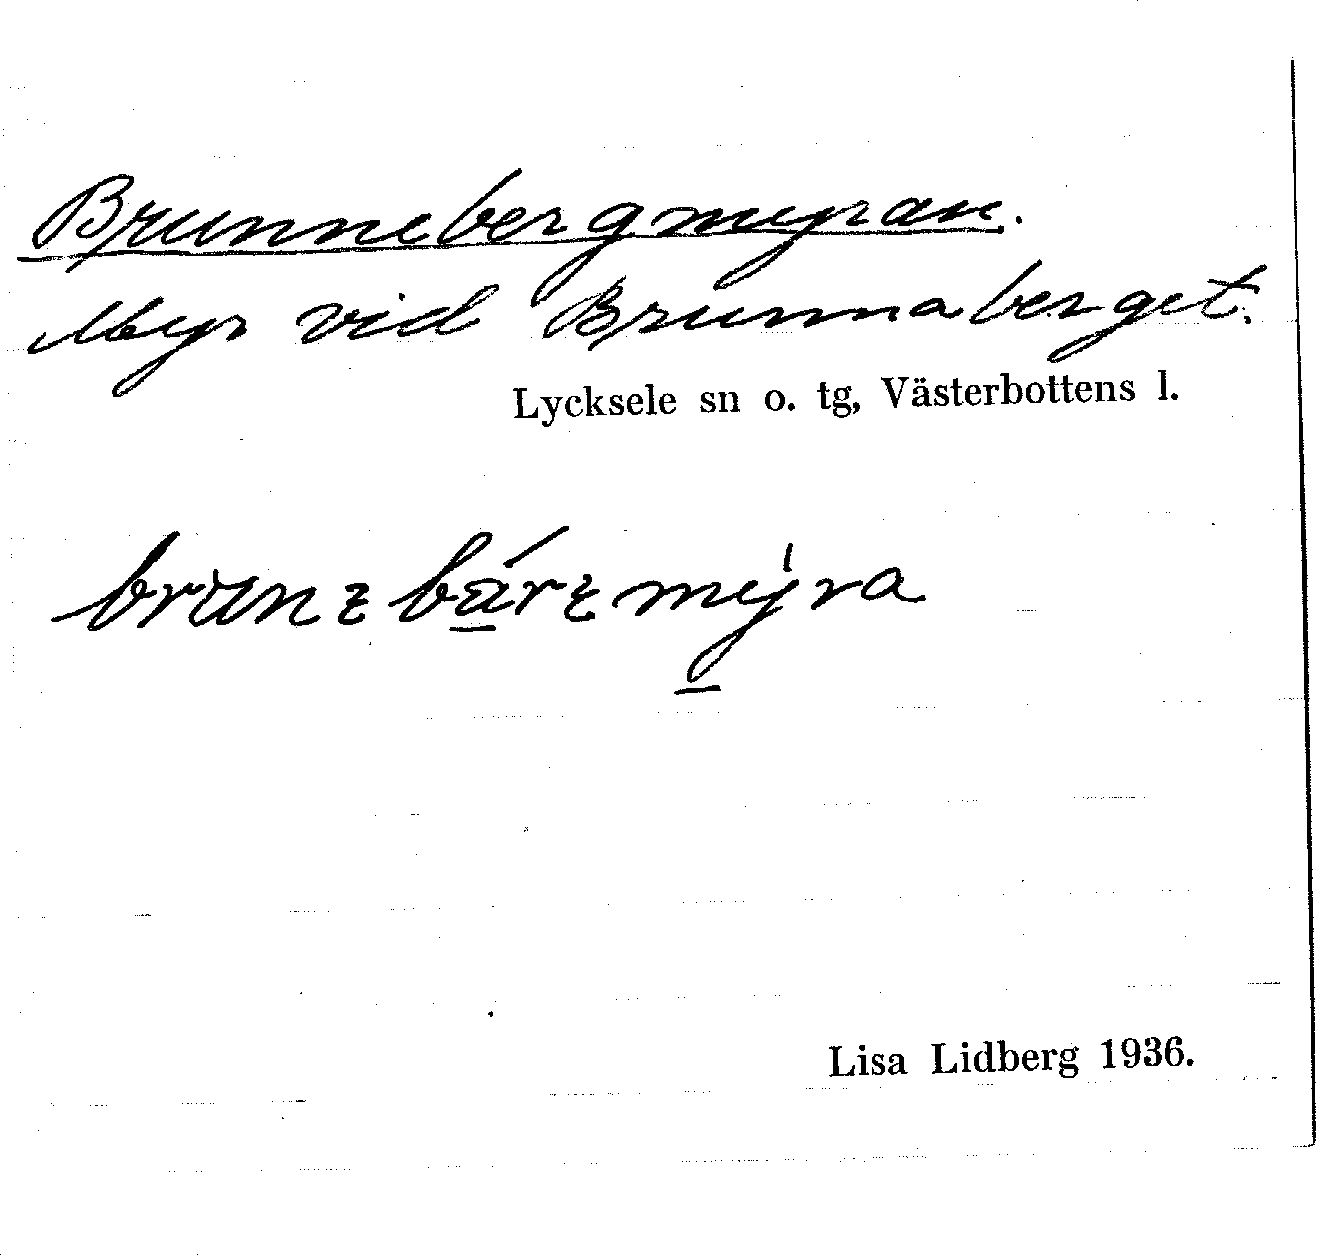 Brunnebergmyran.
Myr vid Brunnaberget.
Lycksele sn o. tg, Västerbottens l.
Lisa Lidberg 1936.